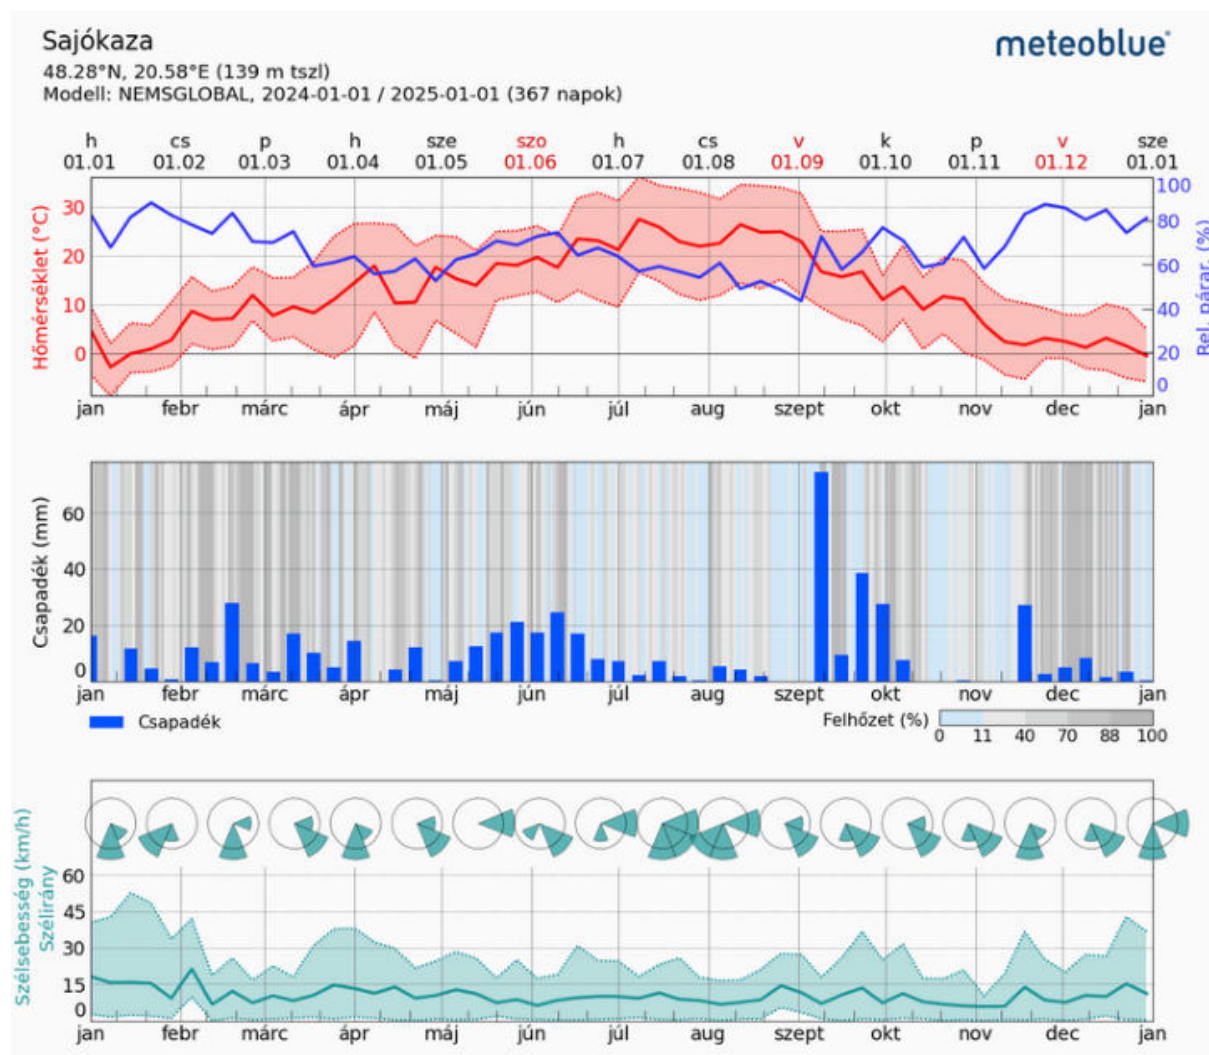 Sajókaza
meteoblue
48.28°N, 20.58°E (139 m tszl)
Modell: NEMSGLOBAL, 2024-01-01 / 2025-01-01 (367 napok)
h cs p h sze szo h cs v k p v sze
01.01 01.02 01.03 01.04 01.05 01.06 01.07 01.08 01.09 01.10 01.11 01.12 01.01
Hőmérséklet (°C)
30
20
10
0
100
80
60
40
20
0
Rel. párar. (%)
jan febr márc ápr máj jún júl aug szept okt nov dec jan
Csapadék (mm)
60
40
20
0
jan febr márc ápr máj jún júl aug szept okt nov dec jan
Csapadék
Felhőzet (%)
0 11 40 70 88 100
Szélsebesség (km/h)
Szélirány
60
45
30
15
0
jan febr márc ápr máj jún júl aug szept okt nov dec jan